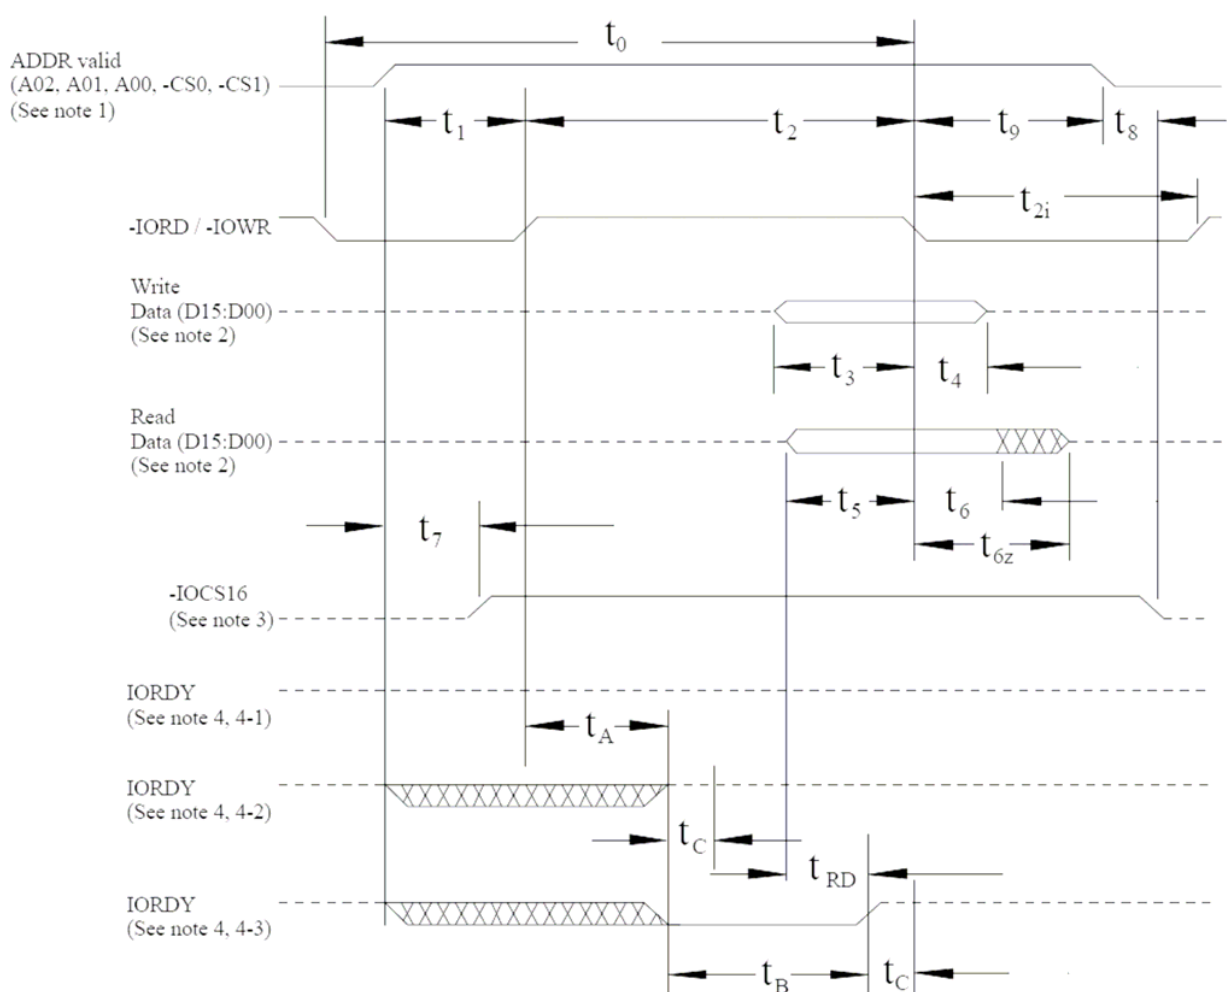 t0
ADDR valid
(A02, A01, A00, -CS0, -CS1)
(See note 1)
t1
t2
t9
t8
t2i
-IORD / -IOWR
Write
Data (D15:D00)
(See note 2)
t3
t4
Read
Data (D15:D00)
(See note 2)
t5
t6
t7
t6z
-IOCS16
(See note 3)
IORDY
(See note 4, 4-1)
tA
IORDY
(See note 4, 4-2)
tC
tRD
IORDY
(See note 4, 4-3)
tB
tC